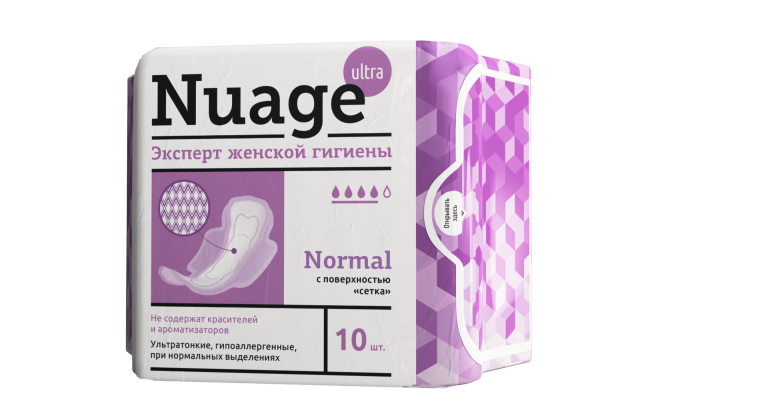 ultra
Nuage
Эксперт женской гигиены
Normal
с поверхностью
«сетка»
Не содержат красителей
и ароматизаторов
Ультратонкие, гипоаллергенные,
при нормальных выделениях
10 шт.
Открывать
здесь